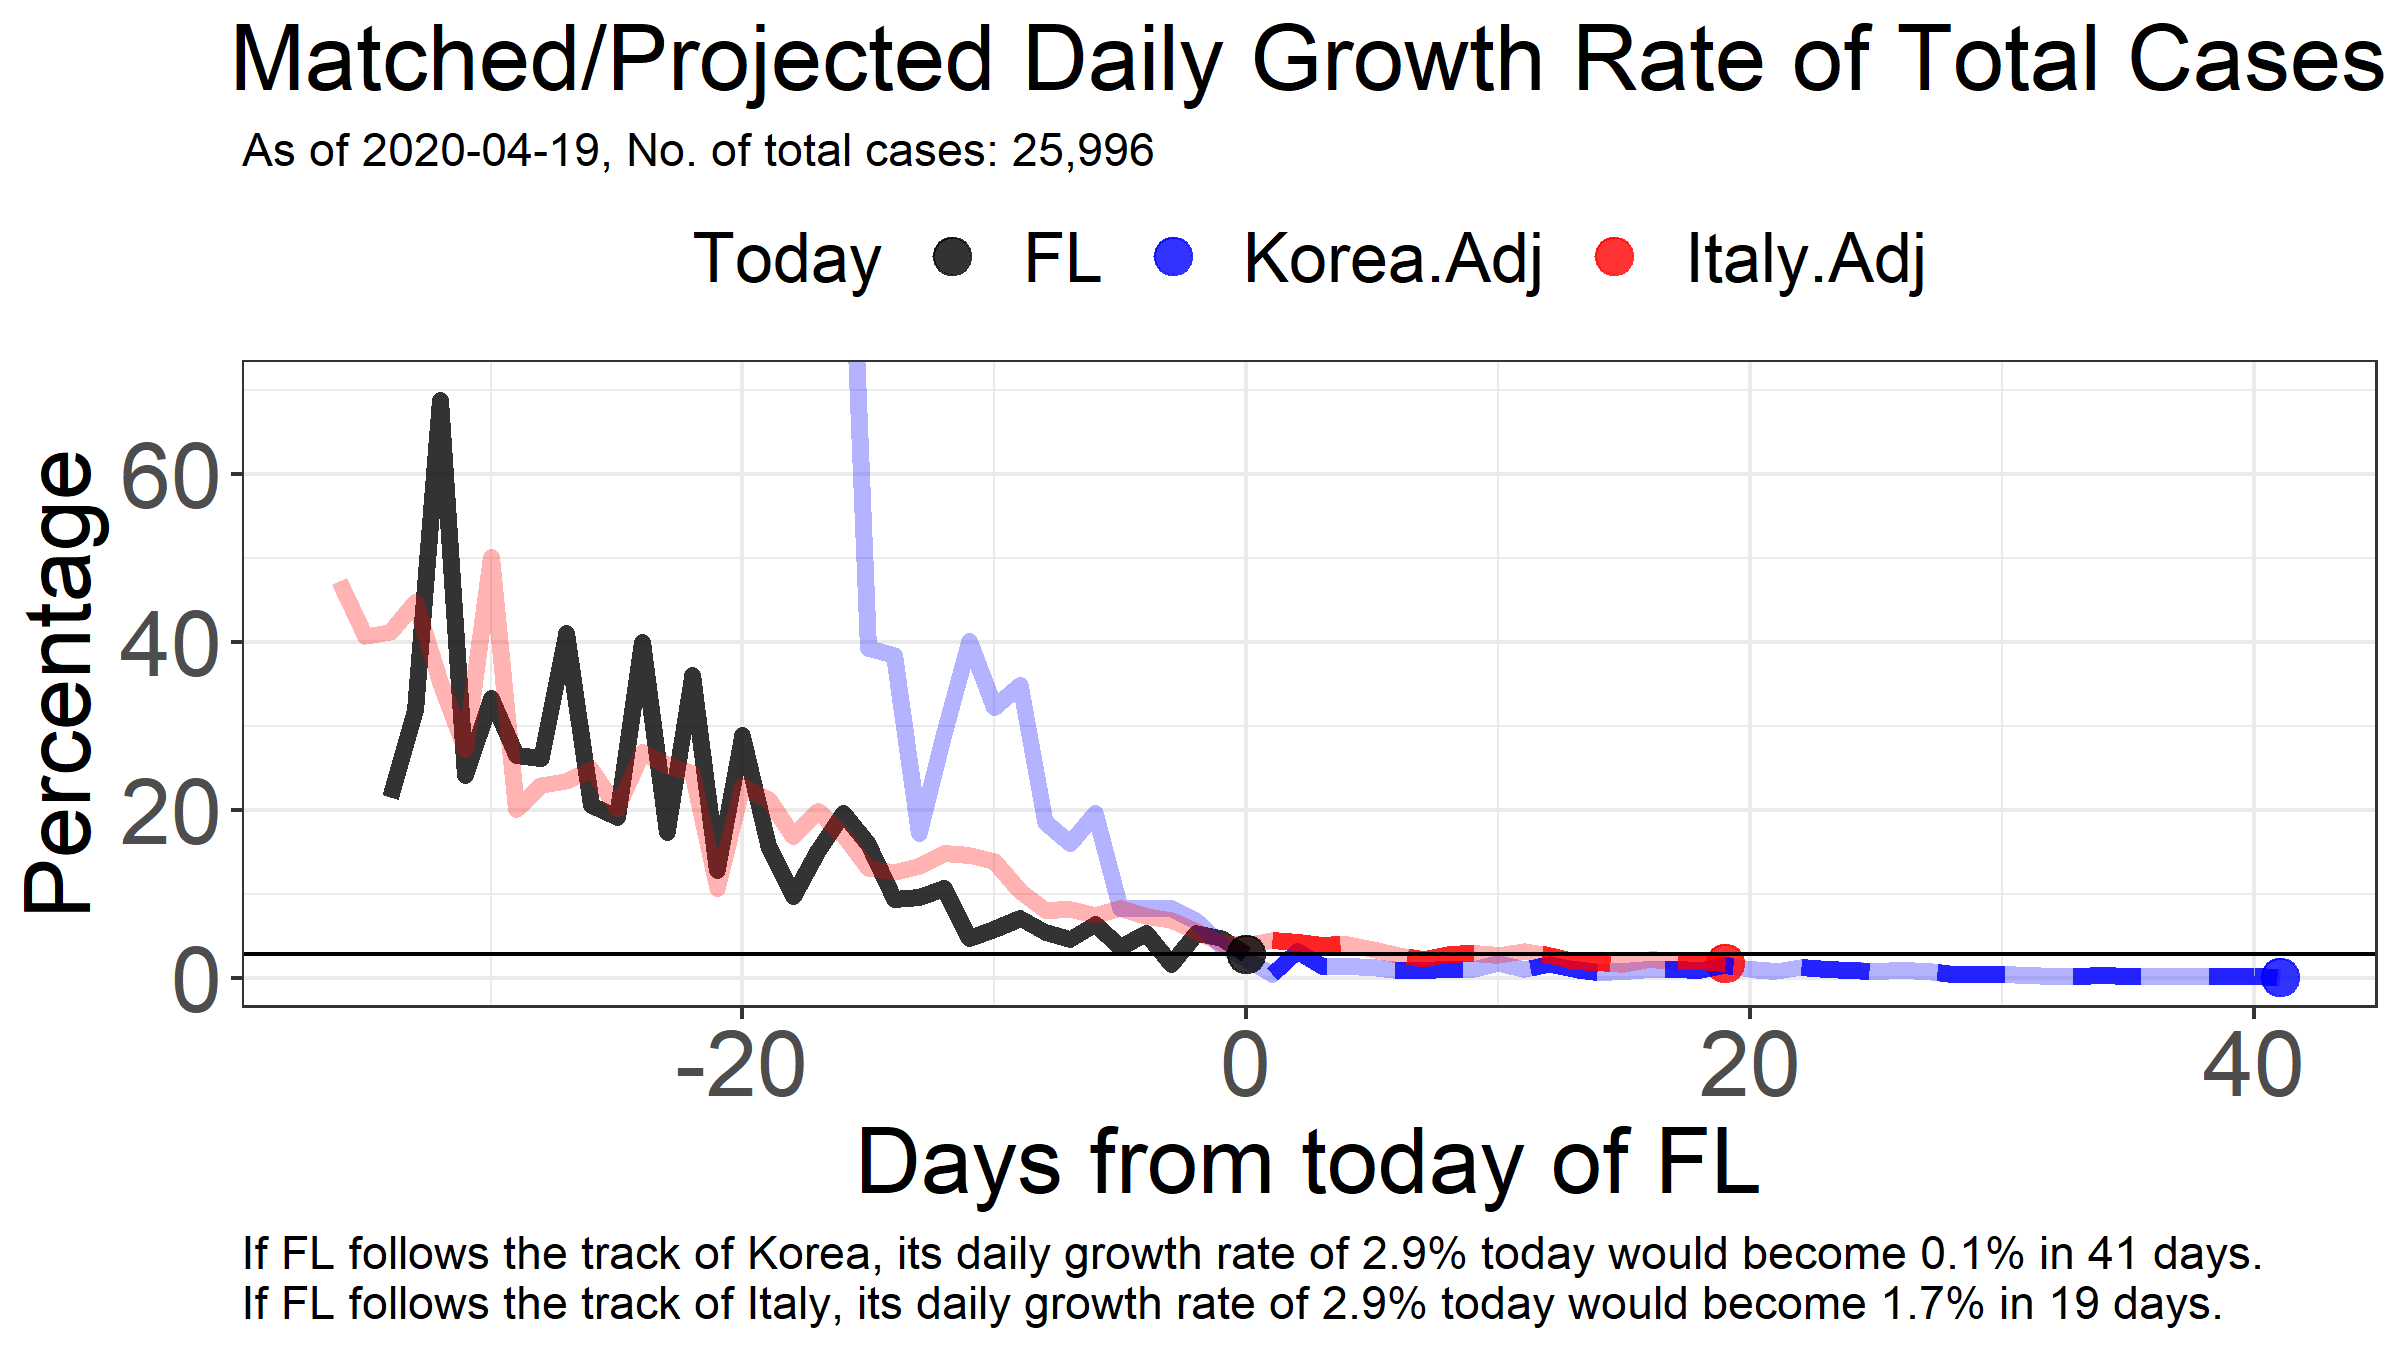 Matched/Projected Daily Growth Rate of Total Cases
As of 2020-04-19, No. of total cases: 25,996
Today FL Korea.Adj Italy.Adj
Percentage
60
40
20
0
-20 0 20 40
Days from today of FL
If FL follows the track of Korea, its daily growth rate of 2.9% today would become 0.1% in 41 days.
If FL follows the track of Italy, its daily growth rate of 2.9% today would become 1.7% in 19 days.